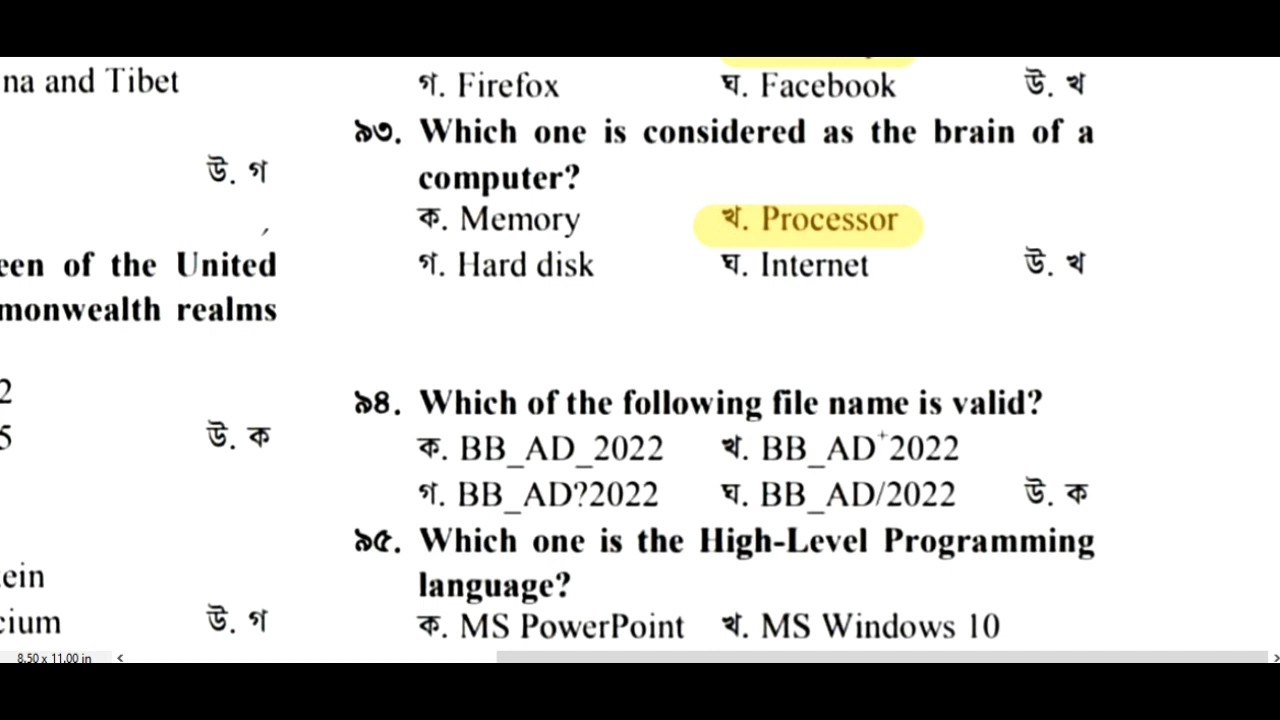 na and Tibet
উ. গ
een of the United
monwealth realms
2
5
উ. ক
ein
cium
উ. গ
গ. Firefox ঘ. Facebook উ. খ
৯৩. Which one is considered as the brain of a
computer?
ক. Memory খ. Processor
গ. Hard disk ঘ. Internet উ. খ
৯৪. Which of the following file name is valid?
ক. BB_AD_2022 খ. BB_AD⁺2022
গ. BB_AD?2022 ঘ. BB_AD/2022 উ. ক
৯৫. Which one is the High-Level Programming
language?
ক. MS PowerPoint খ. MS Windows 10
8.50 x 11.00 in